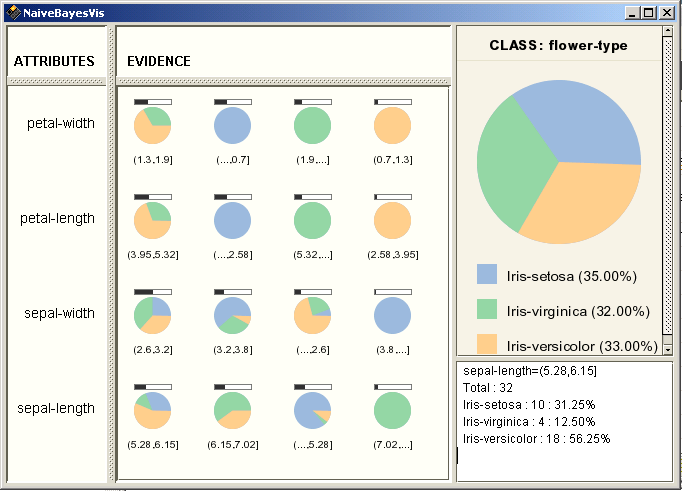 NaiveBayesVis
ATTRIBUTES
EVIDENCE
petal-width
(1.3,1.9]
(...,0.7]
(1.9,...]
(0.7,1.3]
petal-length
(3.95,5.32]
(...,2.58]
(5.32,...]
(2.58,3.95]
sepal-width
(2.6,3.2]
(3.2,3.8]
(...,2.6]
(3.8,...]
sepal-length
(5.28,6.15]
(6.15,7.02]
(...,5.28]
(7.02,...]
CLASS: flower-type
Iris-setosa (35.00%)
Iris-virginica (32.00%)
Iris-versicolor (33.00%)
sepal-length=(5.28,6.15]
Total : 32
Iris-setosa : 10 : 31.25%
Iris-virginica : 4 : 12.50%
Iris-versicolor : 18 : 56.25%